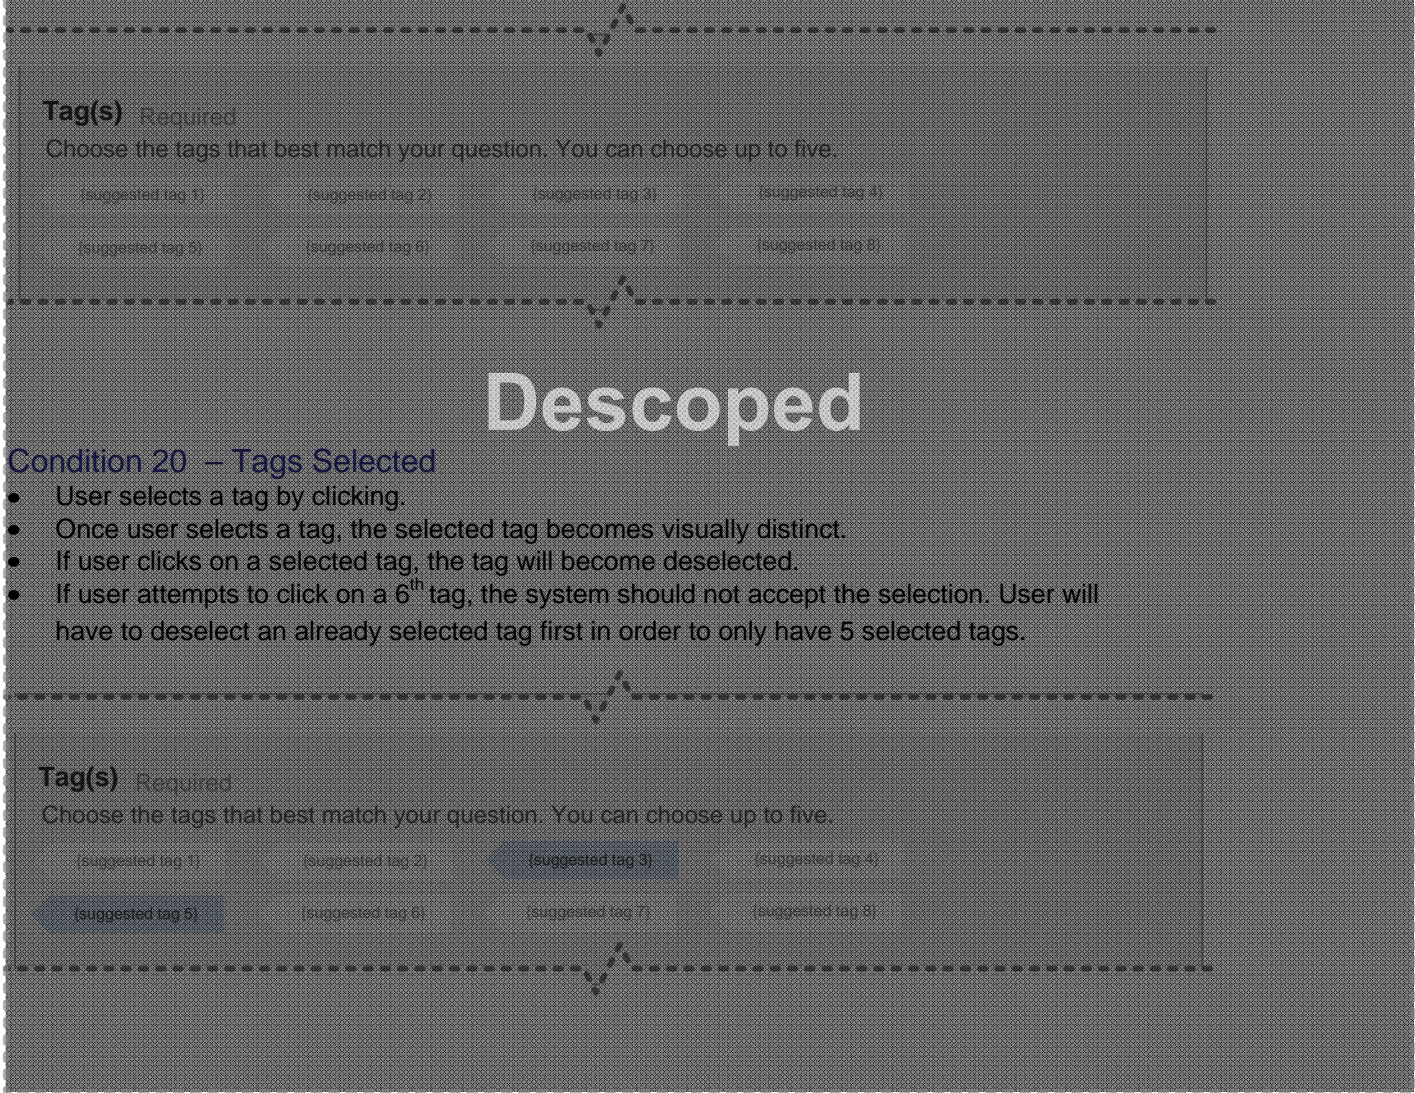 Tag(s) Required
Choose the tags that best match your question. You can choose up to five.
{suggested tag 1} {suggested tag 2} {suggested tag 3} {suggested tag 4}
{suggested tag 5} {suggested tag 6} {suggested tag 7} {suggested tag 8}
Descoped
Condition 20 – Tags Selected
• User selects a tag by clicking.
• Once user selects a tag, the selected tag becomes visually distinct.
• If user clicks on a selected tag, the tag will become deselected.
• If user attempts to click on a 6th tag, the system should not accept the selection. User will
have to deselect an already selected tag first in order to only have 5 selected tags.
Tag(s) Required
Choose the tags that best match your question. You can choose up to five.
{suggested tag 1} {suggested tag 2} {suggested tag 3} {suggested tag 4}
{suggested tag 5} {suggested tag 6} {suggested tag 7} {suggested tag 8}